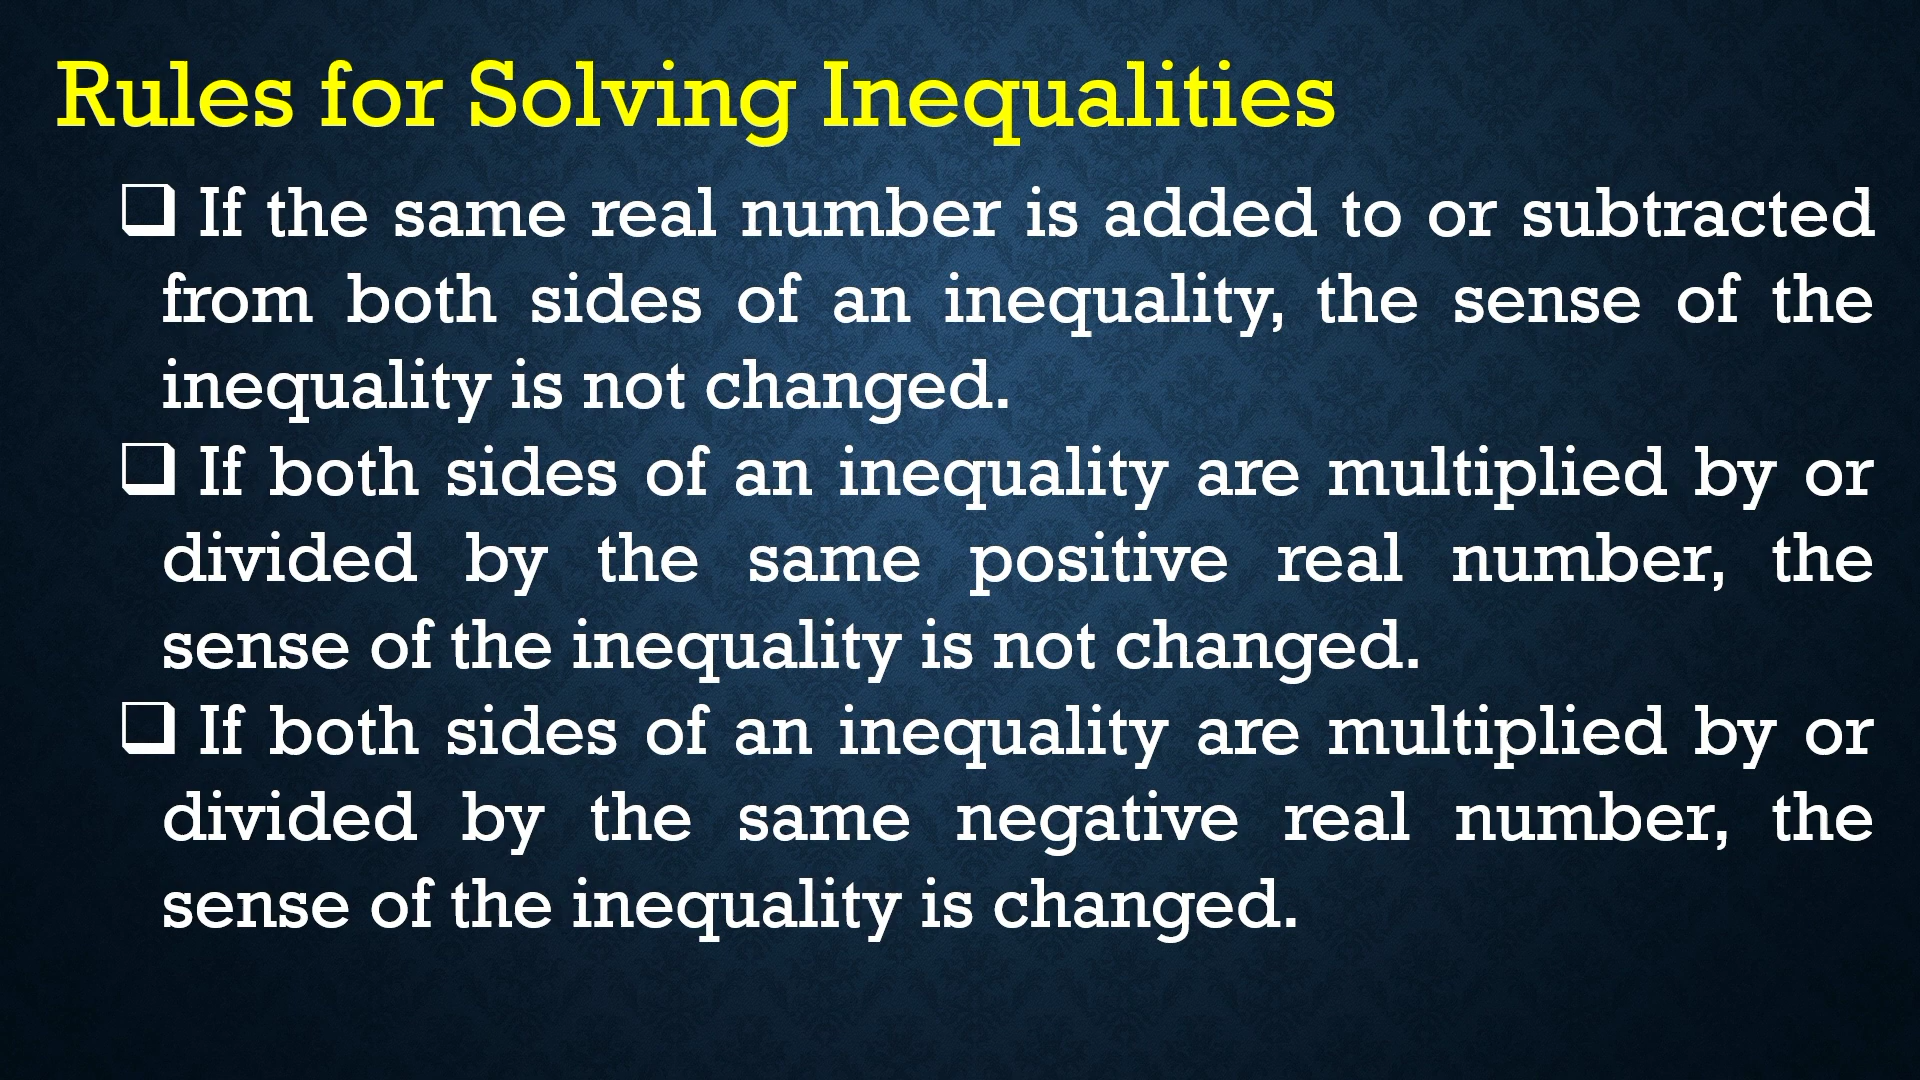 Rules for Solving Inequalities
❑ If the same real number is added to or subtracted
from both sides of an inequality, the sense of the
inequality is not changed.
❑ If both sides of an inequality are multiplied by or
divided by the same positive real number, the
sense of the inequality is not changed.
❑ If both sides of an inequality are multiplied by or
divided by the same negative real number, the
sense of the inequality is changed.